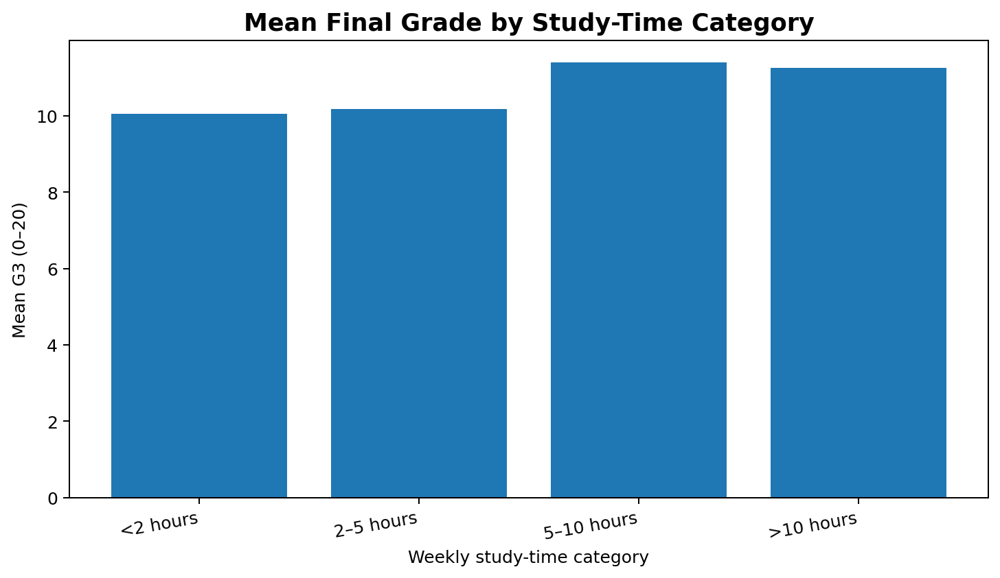 Mean Final Grade by Study-Time Category
Mean G3 (0–20)
10
8
6
4
2
0
<2 hours
2–5 hours
5–10 hours
>10 hours
Weekly study-time category